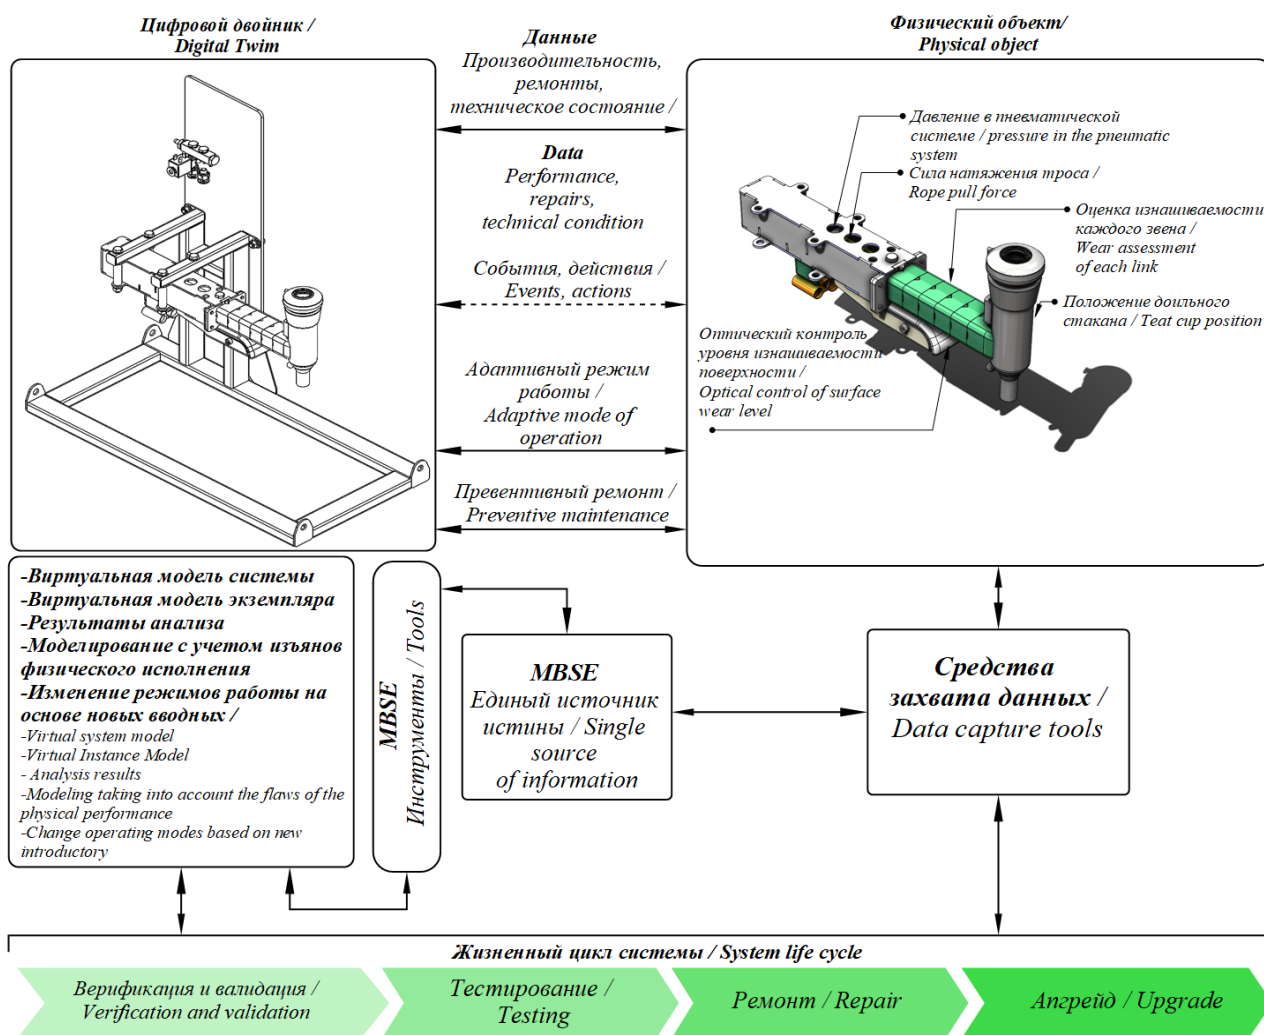 Цифровой двойник /
Digital Twim
Данные
Производительность,
ремонты,
техническое состояние /
Data
Performance,
repairs,
technical condition
События, действия /
Events, actions
Адаптивный режим
работы /
Adaptive mode of
operation
Превентивный ремонт /
Preventive maintenance
Физический объект/
Physical object
Давление в пневматической
системе / pressure in the pneumatic
system
Сила натяжения троса /
Rope pull force
Оценка изнашиваемости
каждого звена /
Wear assessment
of each link
Положение доильного
стакана / Teat cup position
Оптический контроль
уровня изнашиваемости
поверхности /
Optical control of surface
wear level
-Виртуальная модель системы
-Виртуальная модель экземпляра
-Результаты анализа
-Моделирование с учетом изъянов
физического исполнения
-Изменение режимов работы на
основе новых вводных /
-Virtual system model
-Virtual Instance Model
- Analysis results
-Modeling taking into account the flaws of the
physical performance
-Change operating modes based on new
introductory
MBSE
Инструменты / Tools
MBSE
Единый источник
истины / Single
source
of information
Средства
захвата данных /
Data capture tools
Жизненный цикл системы / System life cycle
Верификация и валидация /
Verification and validation
Тестирование /
Testing
Ремонт / Repair
Апгрейд / Upgrade